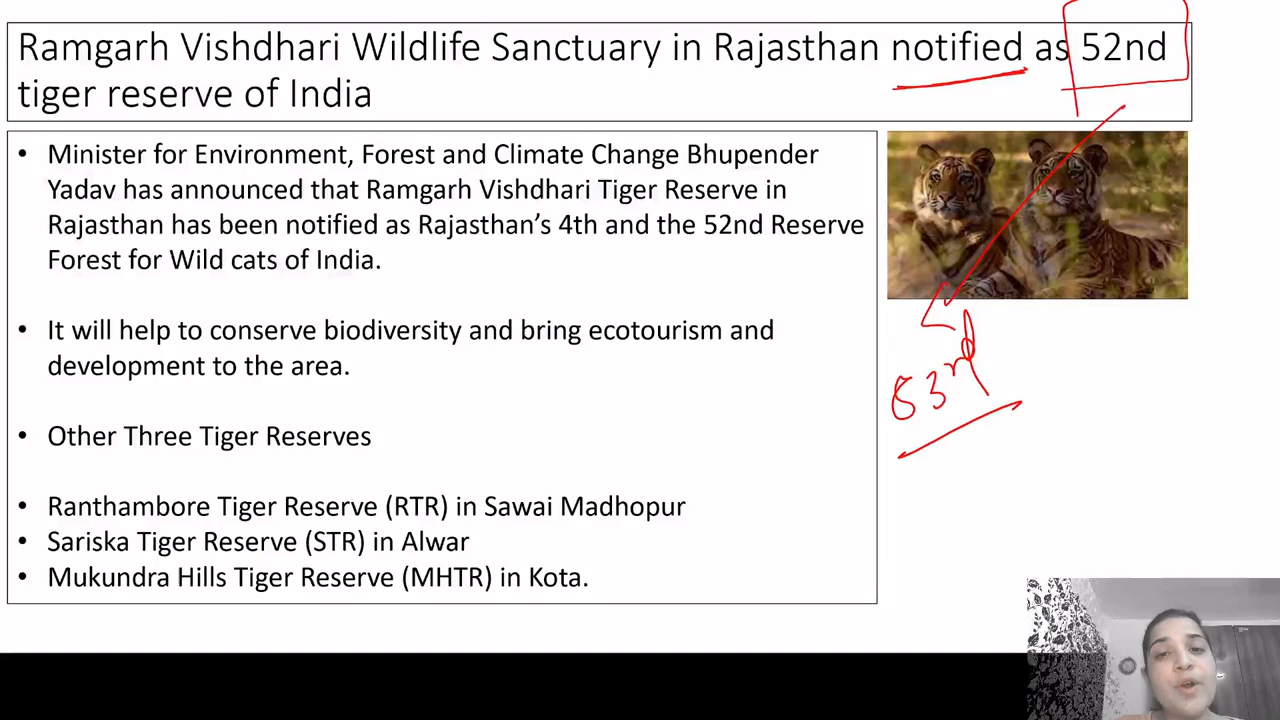 Ramgarh Vishdhari Wildlife Sanctuary in Rajasthan notified as 52nd
tiger reserve of India
• Minister for Environment, Forest and Climate Change Bhupender
Yadav has announced that Ramgarh Vishdhari Tiger Reserve in
Rajasthan has been notified as Rajasthan’s 4th and the 52nd Reserve
Forest for Wild cats of India.
• It will help to conserve biodiversity and bring ecotourism and
development to the area.
• Other Three Tiger Reserves
• Ranthambore Tiger Reserve (RTR) in Sawai Madhopur
• Sariska Tiger Reserve (STR) in Alwar
• Mukundra Hills Tiger Reserve (MHTR) in Kota.
53rd